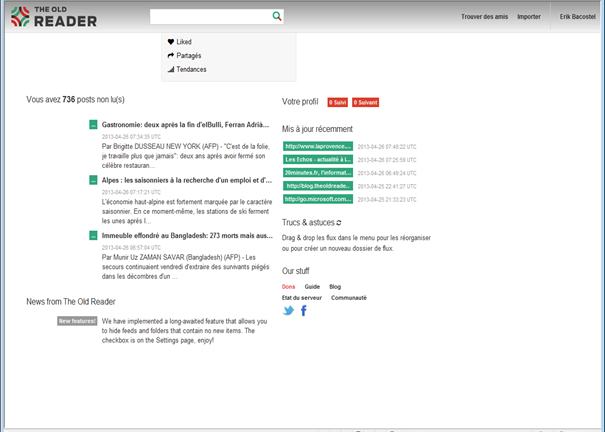 THE OLD
READER
Trouver des amis Importer Erik Bacostel
Liked
Partagés
Tendances
Vous avez 736 posts non lu(s)
... Gastronomie: deux après la fin d'elBulli, Ferran Adrià...
2013-04-26 07:34:35 UTC
Par Brigitte DUSSEAU NEW YORK (AFP) - "C'est de la folie,
je travaille plus que jamais": deux ans après avoir fermé son
célèbre restauran...
... Alpes : les saisonniers à la recherche d'un emploi et d'...
2013-04-26 07:17:21 UTC
L'économie haut-alpine est fortement marquée par le caractère
saisonnier. En ce moment-même, les stations de ski ferment
les unes après l...
... Immeuble effondré au Bangladesh: 273 morts mais aus...
2013-04-26 06:57:04 UTC
Par Munir Uz ZAMAN SAVAR (Bangladesh) (AFP) - Les
secours continuaient vendredi d'extraire des survivants piégés
dans les décombres d'un ...
News from The Old Reader
New features! We have implemented a long-awaited feature that allows you
to hide feeds and folders that contain no new items. The
checkbox is on the Settings page, enjoy!
Votre profil 0 Suivi 0 Suivant
Mis à jour récemment
http://www.laprovence.... 2013-04-26 07:48:22 UTC
Les Echos - actualité à l... 2013-04-26 07:25:59 UTC
20minutes.fr, l'informat... 2013-04-26 06:49:24 UTC
http://blog.theoldreade... 2013-04-25 22:41:27 UTC
http://go.microsoft.com... 2013-04-25 21:33:23 UTC
Trucs & astuces
Drag & drop les flux dans le menu pour les réorganiser
ou pour créer un nouveau dossier de flux.
Our stuff
Dons Guide Blog
Etat du serveur Communauté